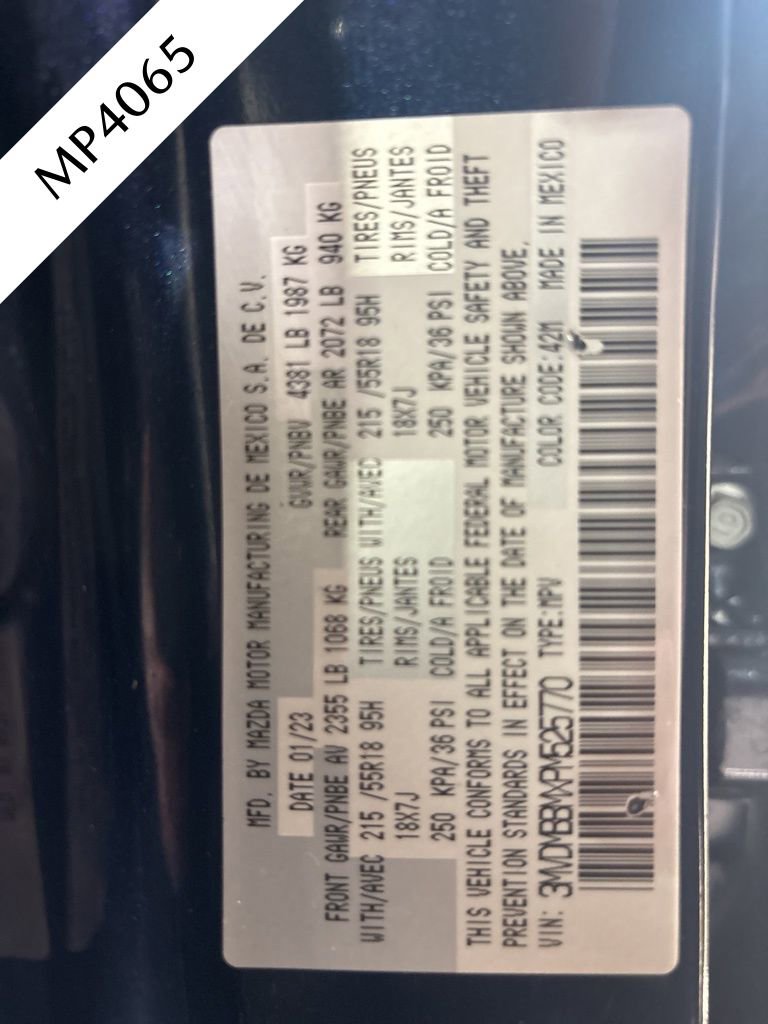 MP4065
MFD. BY MAZDA MOTOR MANUFACTURING DE MEXICO S.A. DE C.V.
DATE 01/23 GVWR/PNBV 4381 LB 1987 KG
FRONT GAWR/PNBE AV 2355 LB 1068 KG REAR GAWR/PNBE AR 2072 LB 940 KG
WITH/AVEC 215 /55R18 95H TIRES/PNEUS WITH/AVEC 215 /55R18 95H TIRES/PNEUS
18X7J RIMS/JANTES 18X7J RIMS/JANTES
250 KPA/36 PSI COLD/A FROID 250 KPA/36 PSI COLD/A FROID
THIS VEHICLE CONFORMS TO ALL APPLICABLE FEDERAL MOTOR VEHICLE SAFETY AND THEFT
PREVENTION STANDARDS IN EFFECT ON THE DATE OF MANUFACTURE SHOWN ABOVE.
VIN: 3MVDMBBMXPM525770 TYPE:MPV COLOR CODE:42M MADE IN MEXICO